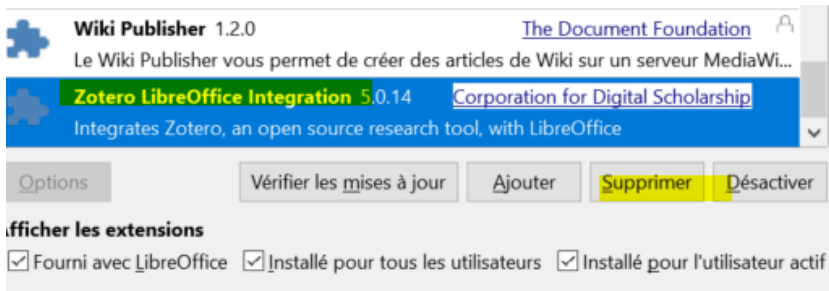 Wiki Publisher 1.2.0 The Document Foundation
Le Wiki Publisher vous permet de créer des articles de Wiki sur un serveur MediaWi...
Zotero LibreOffice Integration 5.0.14 Corporation for Digital Scholarship
Integrates Zotero, an open source research tool, with LibreOffice
Options Vérifier les mises à jour Ajouter Supprimer Désactiver
fficher les extensions
Fourni avec LibreOffice Installé pour tous les utilisateurs Installé pour l'utilisateur actif